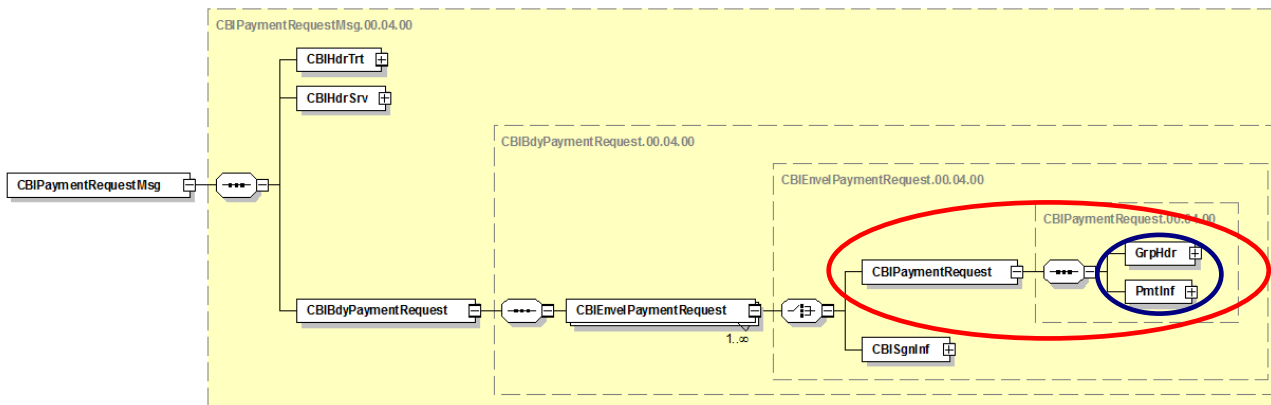 CBIPaymentRequestMsg.00.04.00
CBIHdrTrt
CBIHdrSrv
CBIBdyPaymentRequest.00.04.00
CBIEnvelPaymentRequest.00.04.00
CBIPaymentRequestMsg
CBIPaymentRequest.00.04.00
GrpHdr
CBIPaymentRequest
PmtInf
CBIBdyPaymentRequest
CBIEnvelPaymentRequest
1..∞
CBISgnInf